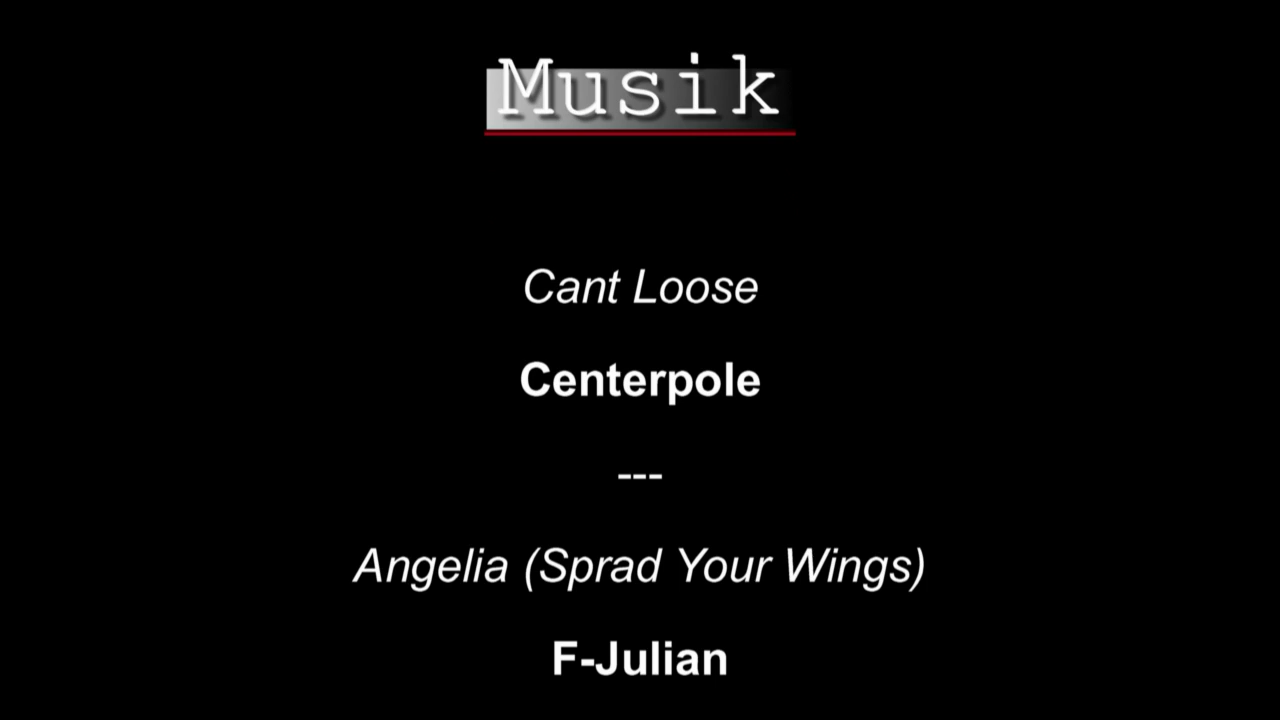 Musik
Cant Loose
Centerpole
---
Angelia (Sprad Your Wings)
F-Julian